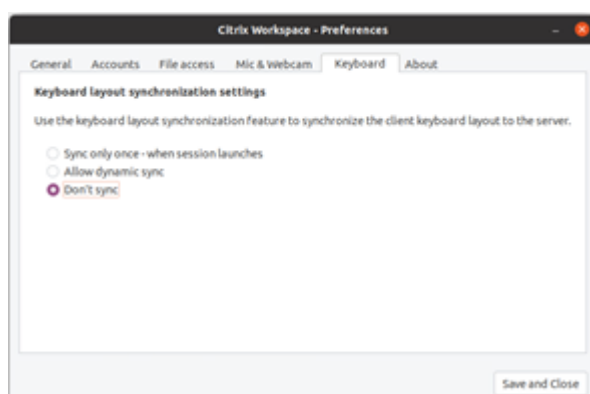 Citrix Workspace - Preferences
General Accounts File access Mic & Webcam Keyboard About
Keyboard layout synchronization settings
Use the keyboard layout synchronization feature to synchronize the client keyboard layout to the server.
Sync only once - when session launches
Allow dynamic sync
Don't sync
Save and Close